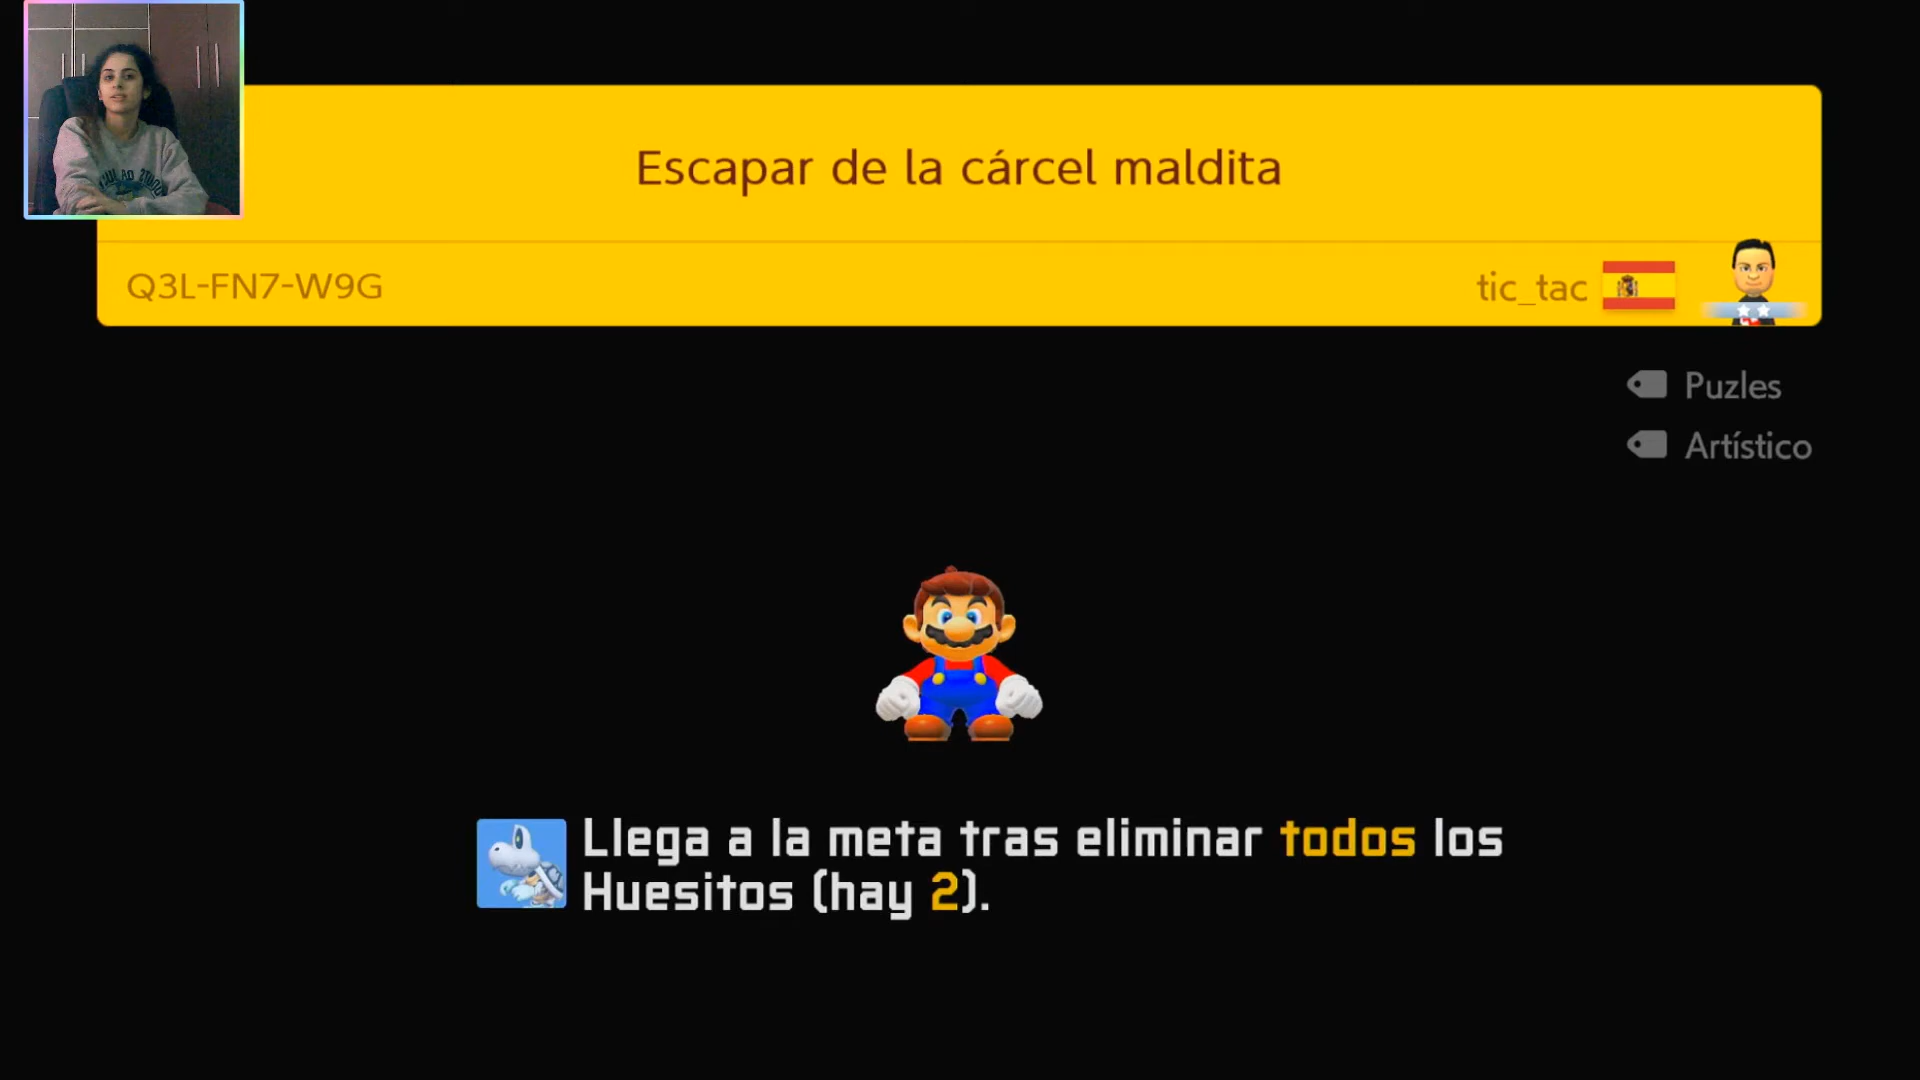 Escapar de la cárcel maldita
Q3L-FN7-W9G
tic_tac
Puzles
Artístico
Llega a la meta tras eliminar todos los
Huesitos (hay 2).